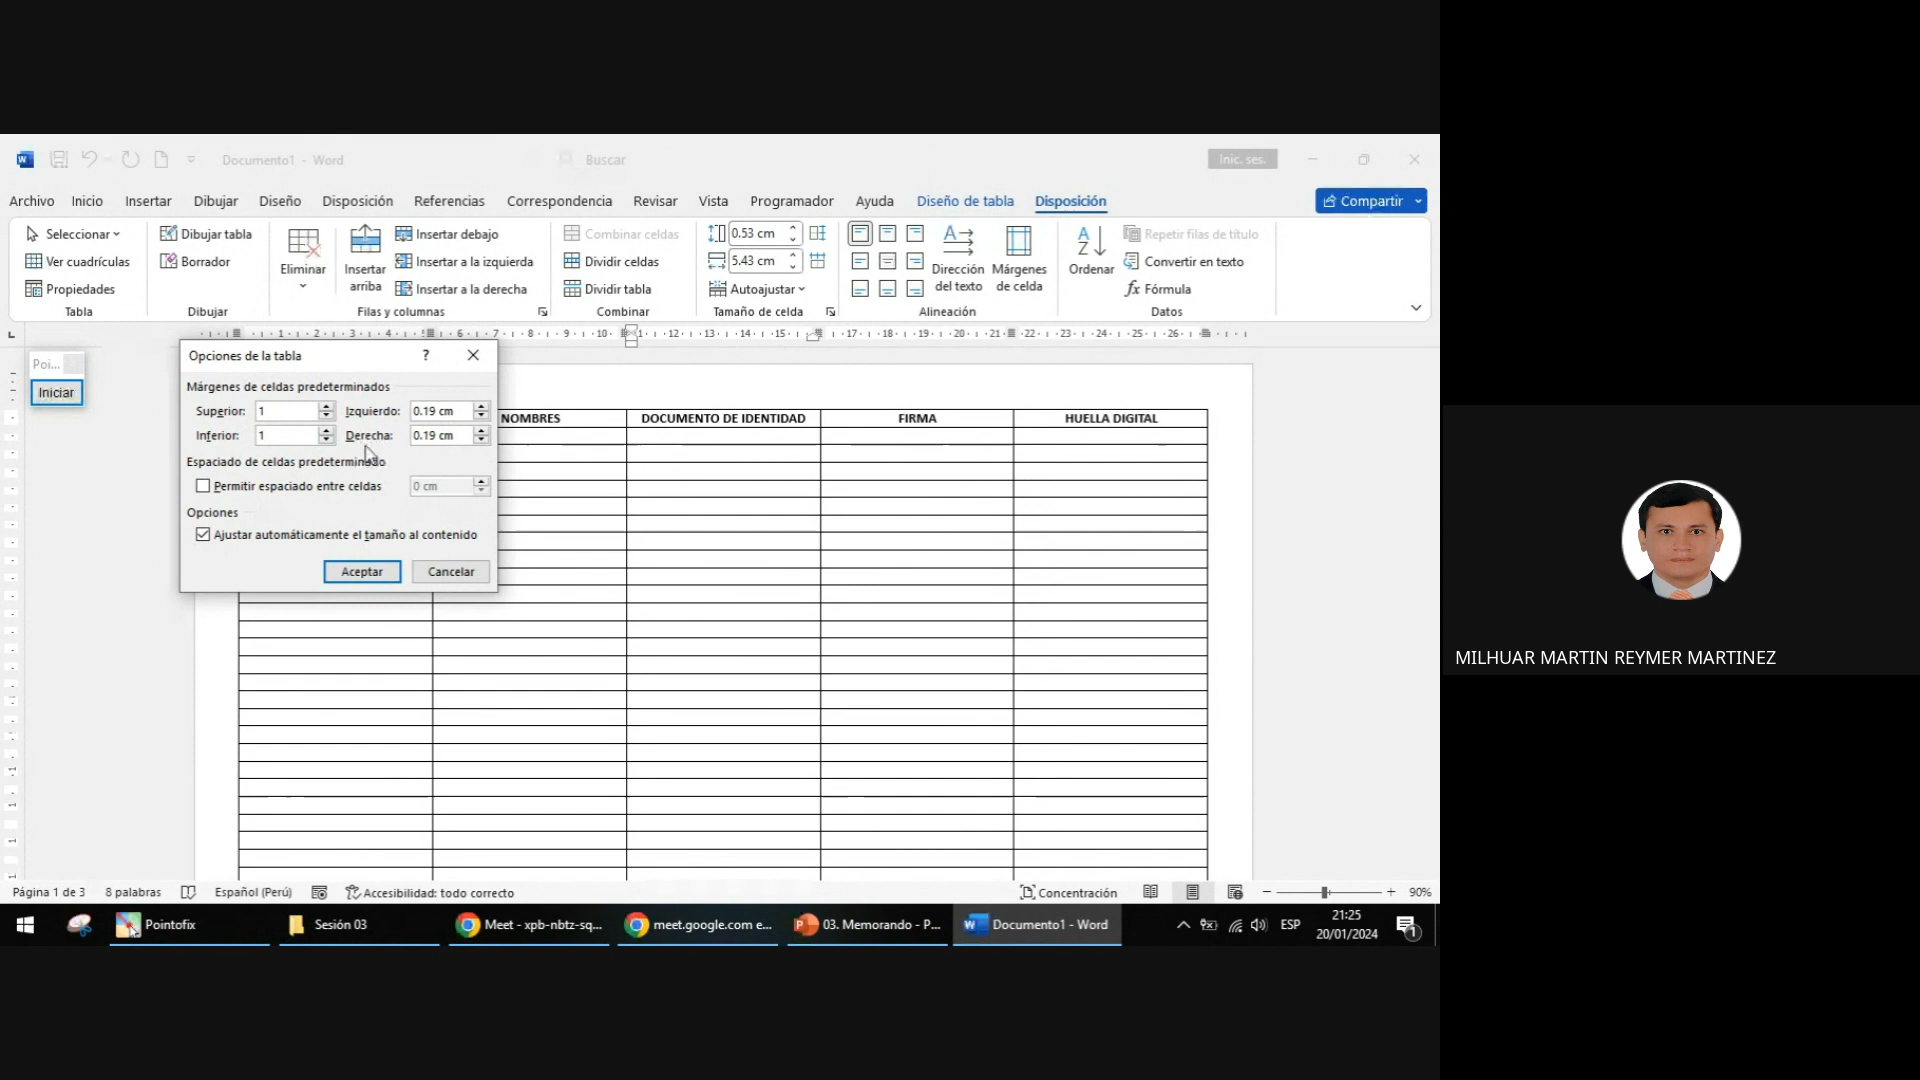 Documento1 - Word
Buscar
Inic. ses.
Archivo Inicio Insertar Dibujar Diseño Disposición Referencias Correspondencia Revisar Vista Programador Ayuda Diseño de tabla Disposición Compartir
Seleccionar
Ver cuadrículas
Propiedades
Tabla
Dibujar tabla
Borrador
Dibujar
Eliminar
Insertar arriba
Insertar debajo
Insertar a la izquierda
Insertar a la derecha
Filas y columnas
Combinar celdas
Dividir celdas
Dividir tabla
Combinar
0.53 cm
5.43 cm
Autoajustar
Tamaño de celda
Dirección del texto
Márgenes de celda
Alineación
Ordenar
Repetir filas de título
Convertir en texto
Fórmula
Datos
Poi...
Iniciar
Opciones de la tabla
Márgenes de celdas predeterminados
Superior: 1 Izquierdo: 0.19 cm
Inferior: 1 Derecha: 0.19 cm
Espaciado de celdas predeterminado
Permitir espaciado entre celdas 0 cm
Opciones
Ajustar automáticamente el tamaño al contenido
Aceptar Cancelar
NOMBRES DOCUMENTO DE IDENTIDAD FIRMA HUELLA DIGITAL
MILHUAR MARTIN REYMER MARTINEZ
Página 1 de 3 8 palabras Español (Perú) Accesibilidad: todo correcto Concentración 90%
Pointofix Sesión 03 Meet - xpb-nbtz-sq... meet.google.com e... 03. Memorando - P... Documento1 - Word ESP
21:25
20/01/2024
1